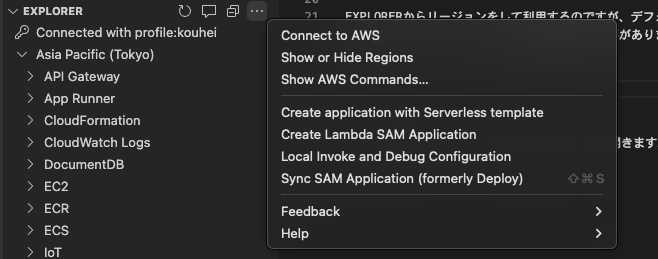 EXPLORER
Connected with profile:kouhei
Asia Pacific (Tokyo)
API Gateway
App Runner
CloudFormation
CloudWatch Logs
DocumentDB
EC2
ECR
ECS
IoT
21 EXPLORERからリージョンをして利用するのですが、デフ
があり
引きます
Connect to AWS
Show or Hide Regions
Show AWS Commands...
Create application with Serverless template
Create Lambda SAM Application
Local Invoke and Debug Configuration
Sync SAM Application (formerly Deploy) ⇧⌘S
Feedback
Help